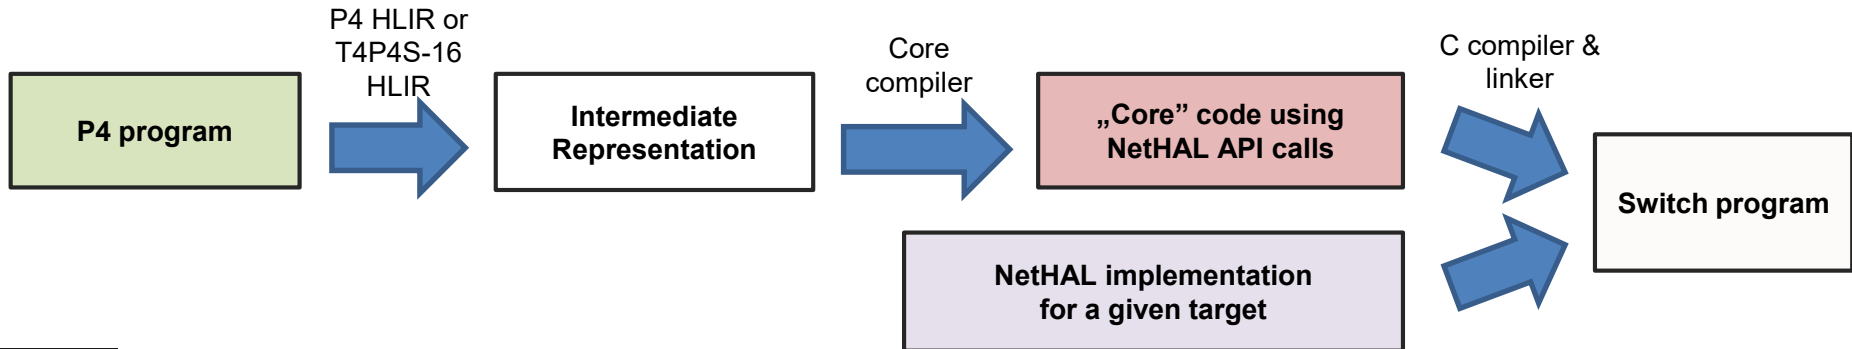 P4 HLIR or
T4P4S-16
HLIR
Core
compiler
C compiler &
linker
P4 program
Intermediate
Representation
„Core” code using
NetHAL API calls
Switch program
NetHAL implementation
for a given target